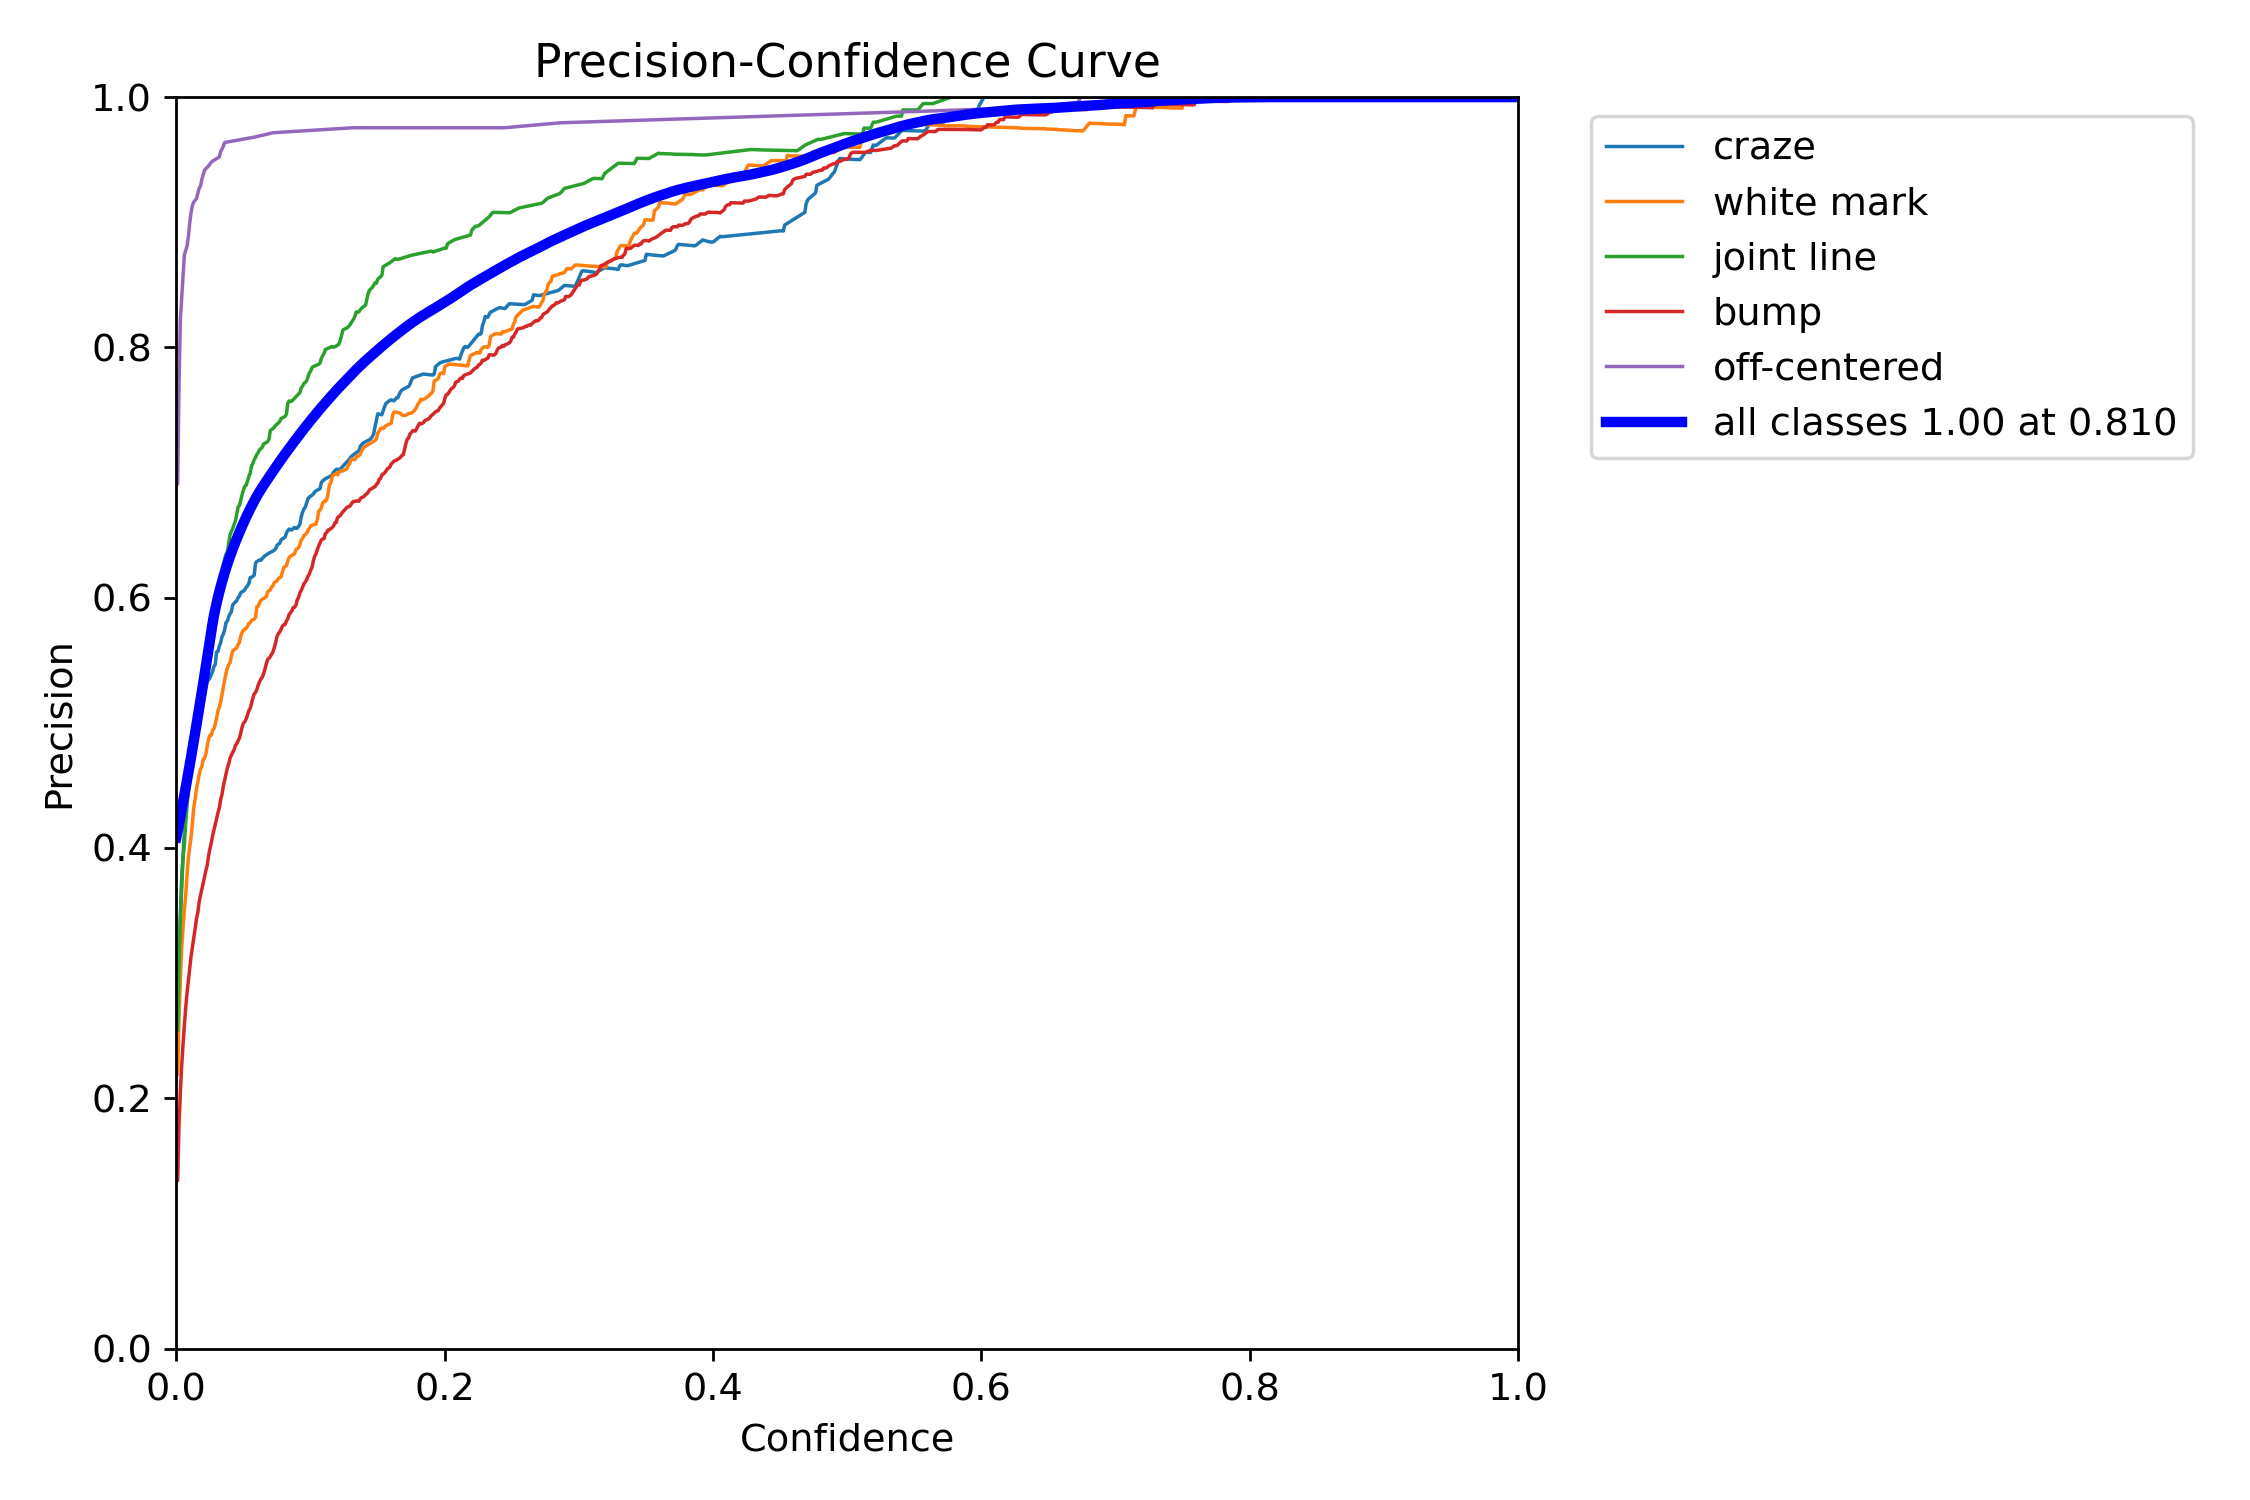 Precision-Confidence Curve
1.0
0.8
0.6
0.4
0.2
0.0
Precision
0.0 0.2 0.4 0.6 0.8 1.0
Confidence
craze
white mark
joint line
bump
off-centered
all classes 1.00 at 0.810